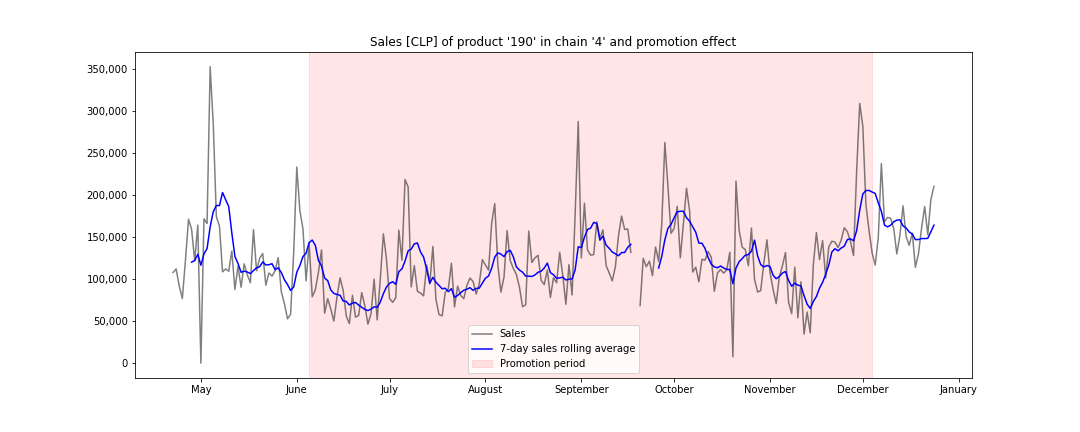 Sales [CLP] of product '190' in chain '4' and promotion effect
350,000
300,000
250,000
200,000
150,000
100,000
50,000
0
Sales
7-day sales rolling average
Promotion period
May June July August September October November December January